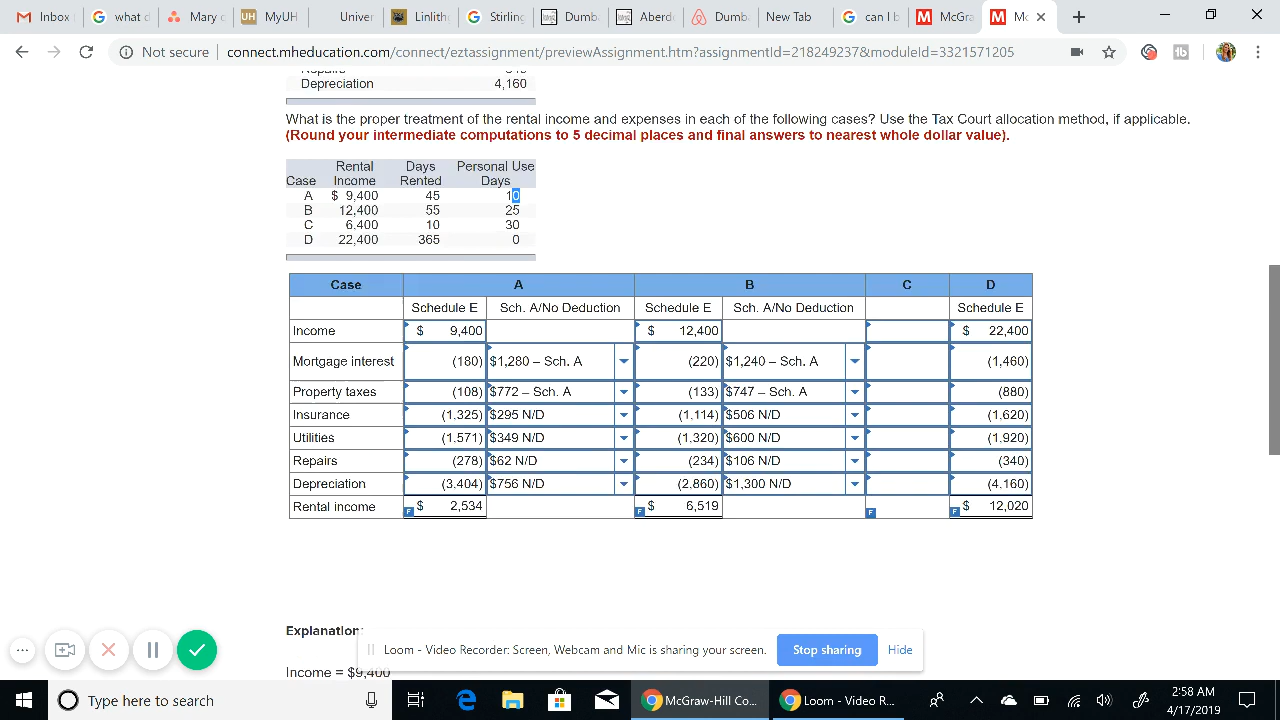 Inbox what d Mary UH My Univer Linlith Stirling Dumb Aberd Dumb New Tab can I b M McGra M Mc
Not secure connect.mheducation.com/connect/eztassignment/previewAssignment.htm?assignmentId=218249237&moduleId=3321571205
Depreciation 4,160
What is the proper treatment of the rental income and expenses in each of the following cases? Use the Tax Court allocation method, if applicable.
(Round your intermediate computations to 5 decimal places and final answers to nearest whole dollar value).
Rental Days Personal Use
Case Income Rented Days
A $ 9,400 45 10
B 12,400 55 25
C 6,400 10 30
D 22,400 365 0
Case A B C D
Schedule E Sch. A/No Deduction Schedule E Sch. A/No Deduction Schedule E
Income $ 9,400 $ 12,400 $ 22,400
Mortgage interest (180) $1,280 – Sch. A (220) $1,240 – Sch. A (1,460)
Property taxes (108) $772 – Sch. A (133) $747 – Sch. A (880)
Insurance (1,325) $295 N/D (1,114) $506 N/D (1,620)
Utilities (1,571) $349 N/D (1,320) $600 N/D (1,920)
Repairs (278) $62 N/D (234) $106 N/D (340)
Depreciation (3,404) $756 N/D (2,860) $1,300 N/D (4,160)
Rental income $ 2,534 $ 6,519 $ 12,020
Explanation
Loom - Video Recorder: Screen, Webcam and Mic is sharing your screen. Stop sharing Hide
Income = $9,400
Type here to search McGraw-Hill Co... Loom - Video R... 2:58 AM
4/17/2019